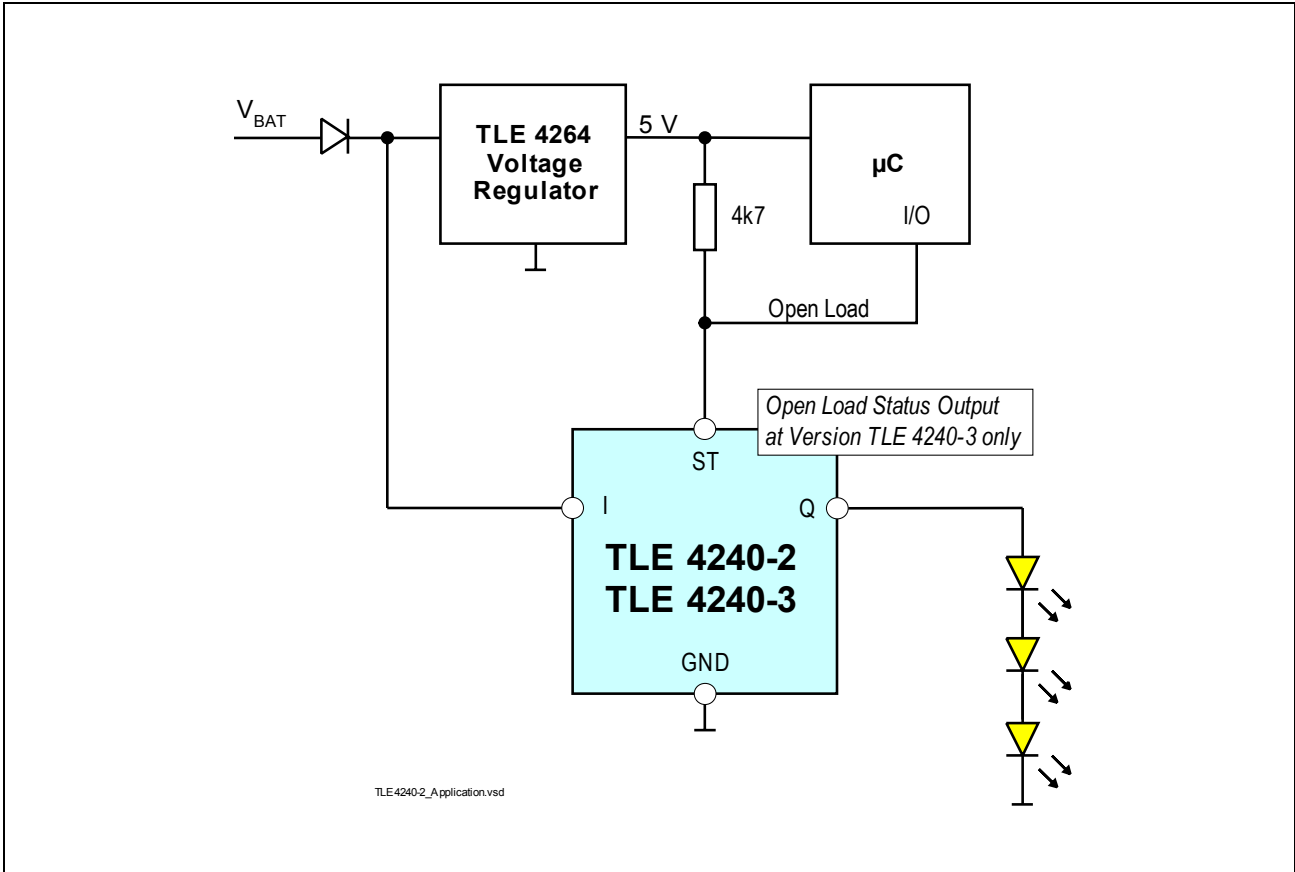 V_BAT
TLE 4264
Voltage
Regulator
5 V
µC
I/O
4k7
Open Load
Open Load Status Output
at Version TLE 4240-3 only
ST
I
Q
TLE 4240-2
TLE 4240-3
GND
TLE4240-2_Application.vsd